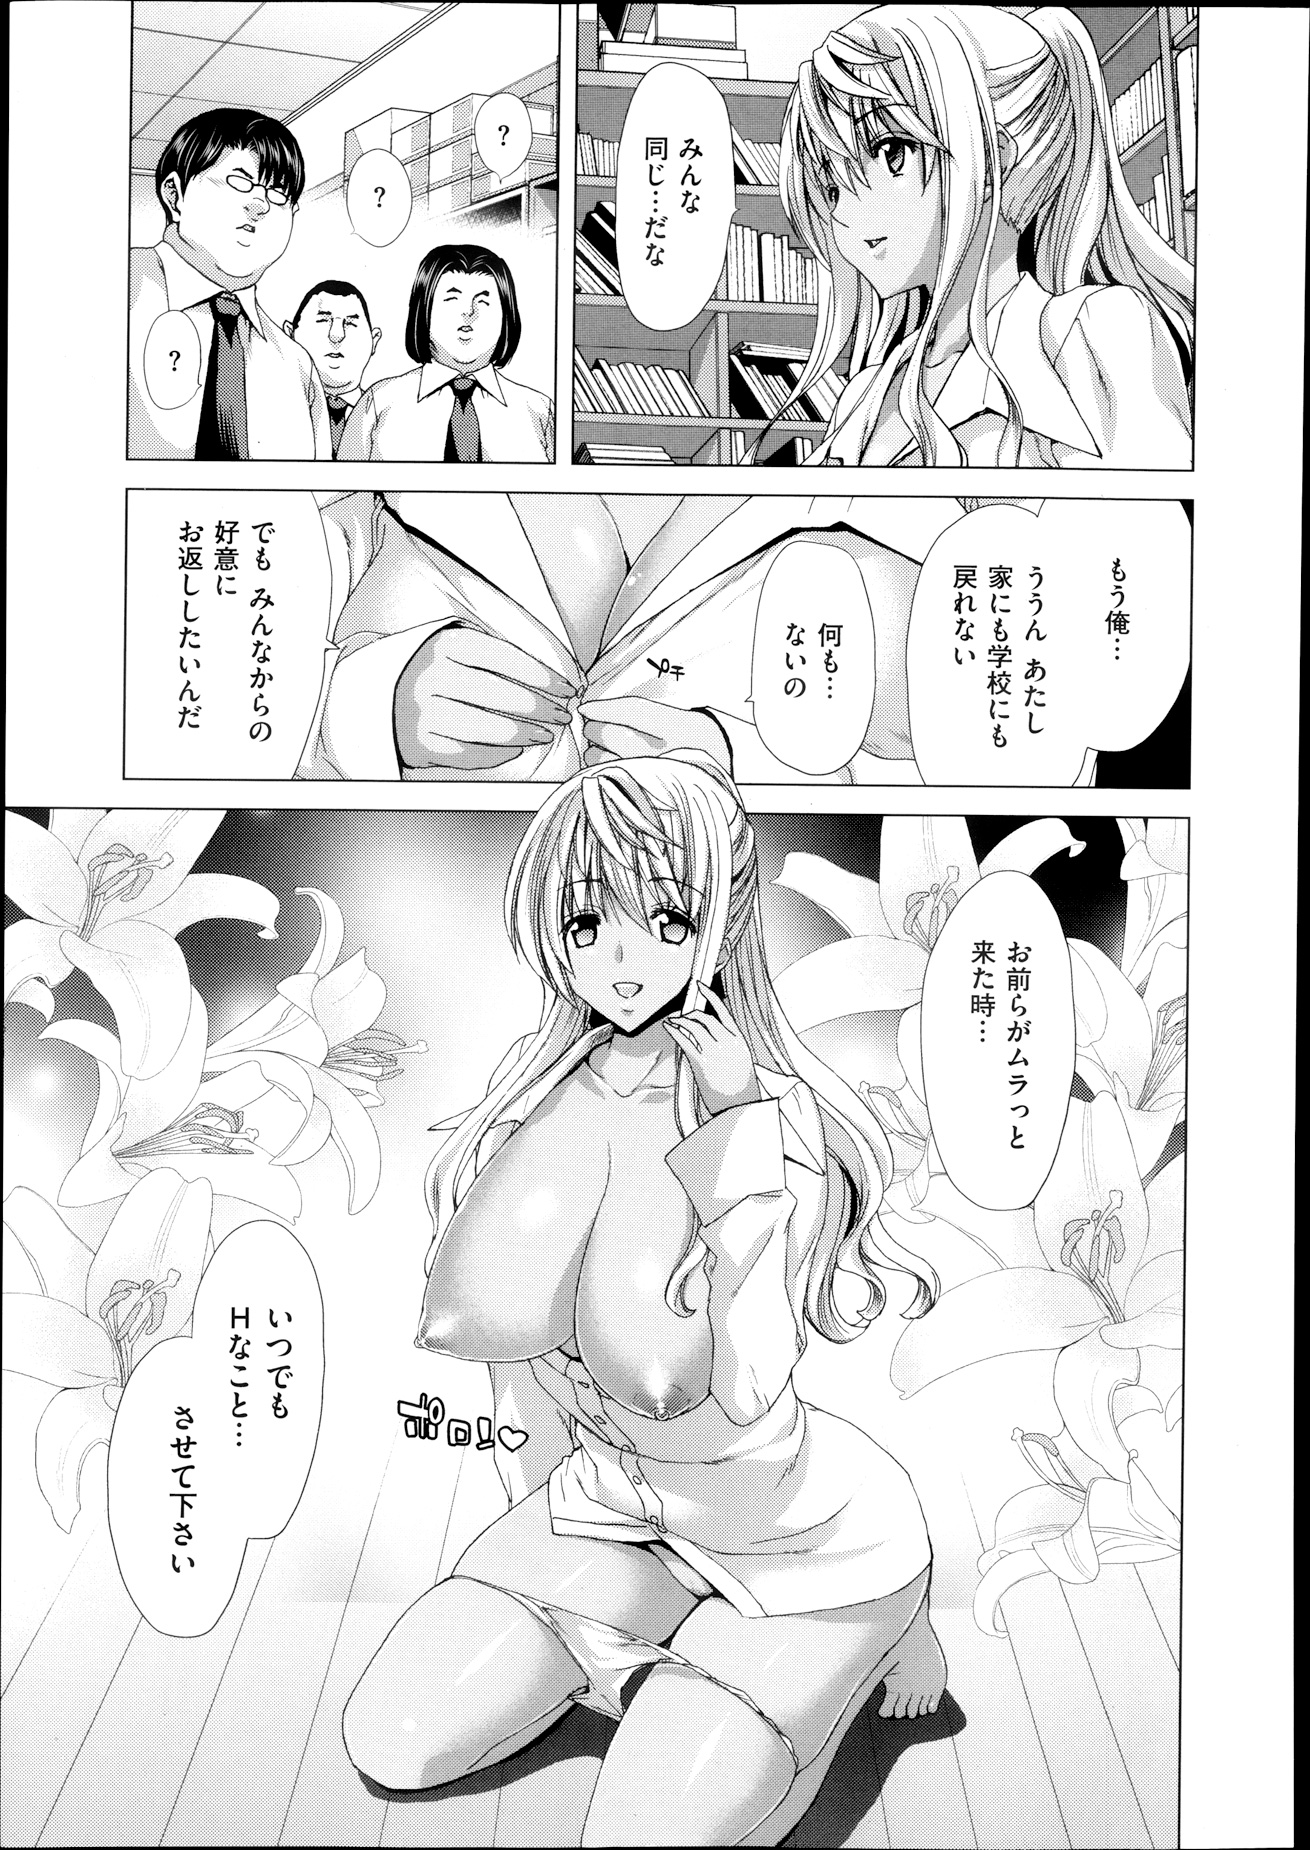 みんな
同じ…だな
?
?
?
もう俺…
ううん あたし
家にも学校にも
戻れない
何も…
ないの
プチ
でも みんなからの
好意に
お返ししたいんだ
お前らがムラっと
来た時…
いつでも
Hなこと…
させて下さい
ポロン♡